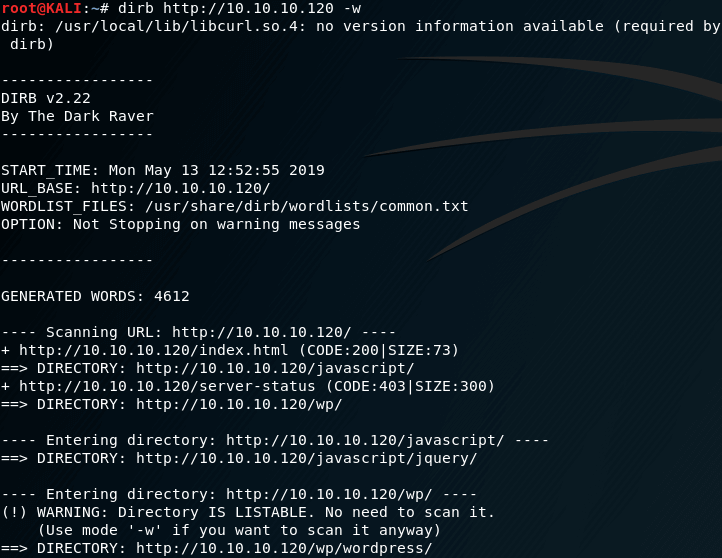 root@KALI:~# dirb http://10.10.10.120 -w
dirb: /usr/local/lib/libcurl.so.4: no version information available (required by
 dirb)
-----------------
DIRB v2.22
By The Dark Raver
-----------------
START_TIME: Mon May 13 12:52:55 2019
URL_BASE: http://10.10.10.120/
WORDLIST_FILES: /usr/share/dirb/wordlists/common.txt
OPTION: Not Stopping on warning messages
-----------------
GENERATED WORDS: 4612
---- Scanning URL: http://10.10.10.120/ ----
+ http://10.10.10.120/index.html (CODE:200|SIZE:73)
==> DIRECTORY: http://10.10.10.120/javascript/
+ http://10.10.10.120/server-status (CODE:403|SIZE:300)
==> DIRECTORY: http://10.10.10.120/wp/
---- Entering directory: http://10.10.10.120/javascript/ ----
==> DIRECTORY: http://10.10.10.120/javascript/jquery/
---- Entering directory: http://10.10.10.120/wp/ ----
(!) WARNING: Directory IS LISTABLE. No need to scan it.
    (Use mode '-w' if you want to scan it anyway)
==> DIRECTORY: http://10.10.10.120/wp/wordpress/